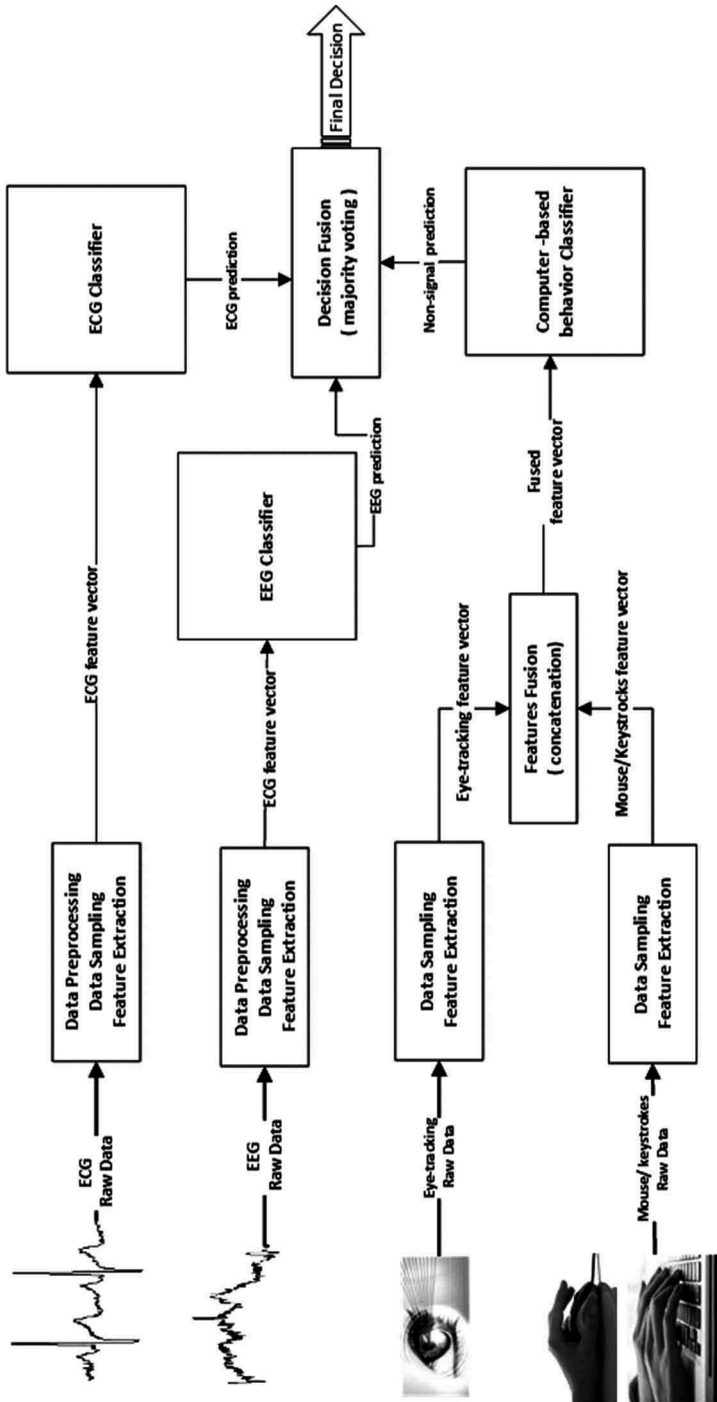 ECG
Raw Data
Data Preprocessing
Data Sampling
Feature Extraction
ECG feature vector
ECG Classifier
ECG prediction
EEG
Raw Data
Data Preprocessing
Data Sampling
Feature Extraction
ECG feature vector
EEG Classifier
EEG prediction
Decision Fusion
( majority voting )
Final Decision
Eye-tracking
Raw Data
Data Sampling
Feature Extraction
Eye-tracking feature vector
Features Fusion
( concatenation)
Mouse/ keystrokes
Raw Data
Data Sampling
Feature Extraction
Mouse/Keystrocks feature vector
Fused
feature vector
Computer -based
behavior Classifier
Non-signal prediction